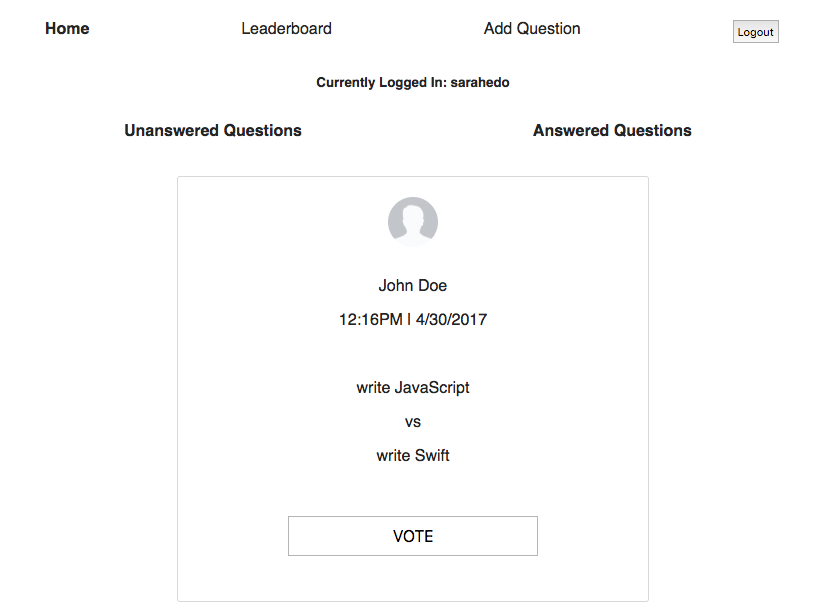 Home Leaderboard Add Question Logout
Currently Logged In: sarahedo
Unanswered Questions Answered Questions
John Doe
12:16PM | 4/30/2017
write JavaScript
vs
write Swift
VOTE